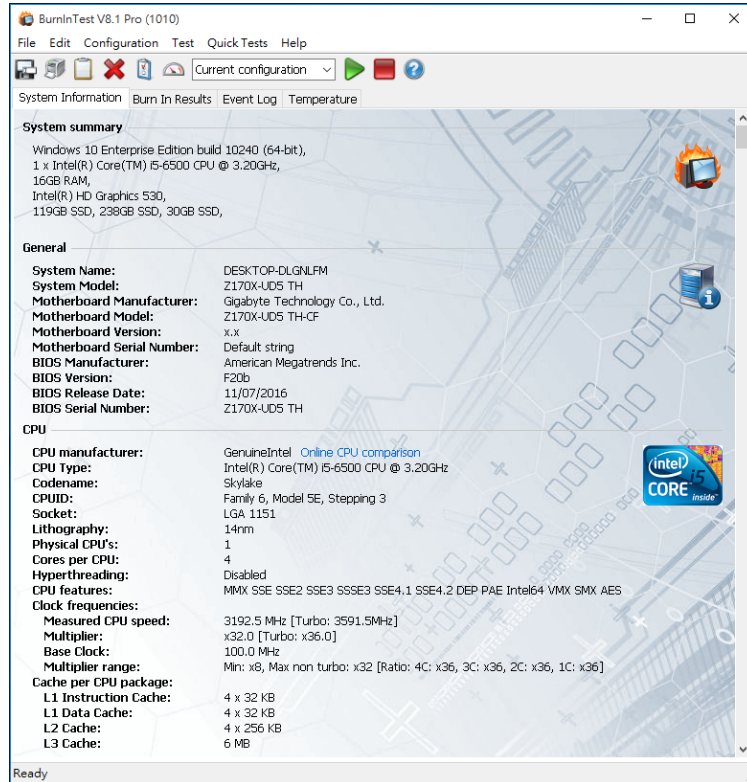 BurnInTest V8.1 Pro (1010)
File Edit Configuration Test Quick Tests Help
Current configuration
System Information Burn In Results Event Log Temperature
System summary
Windows 10 Enterprise Edition build 10240 (64-bit),
1 x Intel(R) Core(TM) i5-6500 CPU @ 3.20GHz,
16GB RAM,
Intel(R) HD Graphics 530,
119GB SSD, 238GB SSD, 30GB SSD,
General
System Name: DESKTOP-DLGNLFM
System Model: Z170X-UD5 TH
Motherboard Manufacturer: Gigabyte Technology Co., Ltd.
Motherboard Model: Z170X-UD5 TH-CF
Motherboard Version: x.x
Motherboard Serial Number: Default string
BIOS Manufacturer: American Megatrends Inc.
BIOS Version: F20b
BIOS Release Date: 11/07/2016
BIOS Serial Number: Z170X-UD5 TH
CPU
CPU manufacturer: GenuineIntel Online CPU comparison
CPU Type: Intel(R) Core(TM) i5-6500 CPU @ 3.20GHz
Codename: Skylake
CPUID: Family 6, Model 5E, Stepping 3
Socket: LGA 1151
Lithography: 14nm
Physical CPU's: 1
Cores per CPU: 4
Hyperthreading: Disabled
CPU features: MMX SSE SSE2 SSE3 SSSE3 SSE4.1 SSE4.2 DEP PAE Intel64 VMX SMX AES
Clock frequencies:
Measured CPU speed: 3192.5 MHz [Turbo: 3591.5MHz]
Multiplier: x32.0 [Turbo: x36.0]
Base Clock: 100.0 MHz
Multiplier range: Min: x8, Max non turbo: x32 [Ratio: 4C: x36, 3C: x36, 2C: x36, 1C: x36]
Cache per CPU package:
L1 Instruction Cache: 4 x 32 KB
L1 Data Cache: 4 x 32 KB
L2 Cache: 4 x 256 KB
L3 Cache: 6 MB
intel
CORE i5
inside™
Ready